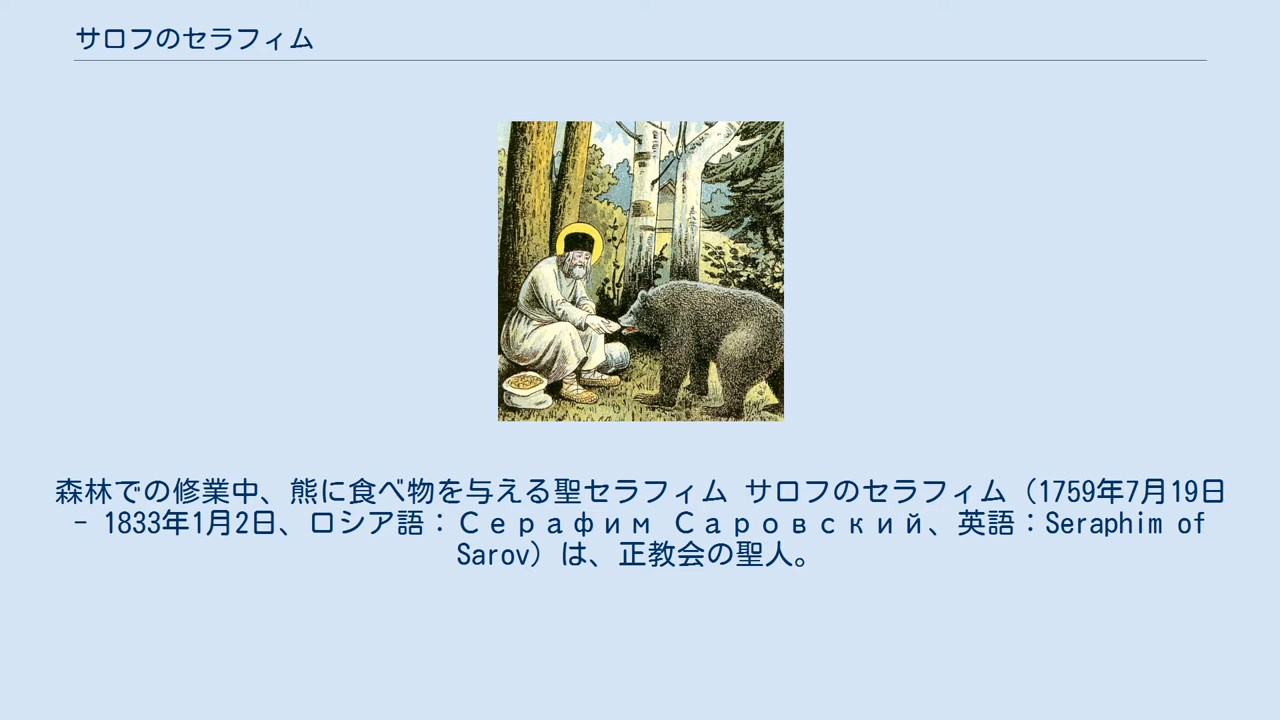 サロフのセラフィム
森林での修業中、熊に食べ物を与える聖セラフィム サロフのセラフィム（1759年7月19日
- 1833年1月2日、ロシア語：Серафим Саровский、英語：Seraphim of
Sarov）は、正教会の聖人。